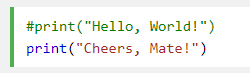 #print("Hello, World!")
print("Cheers, Mate!")